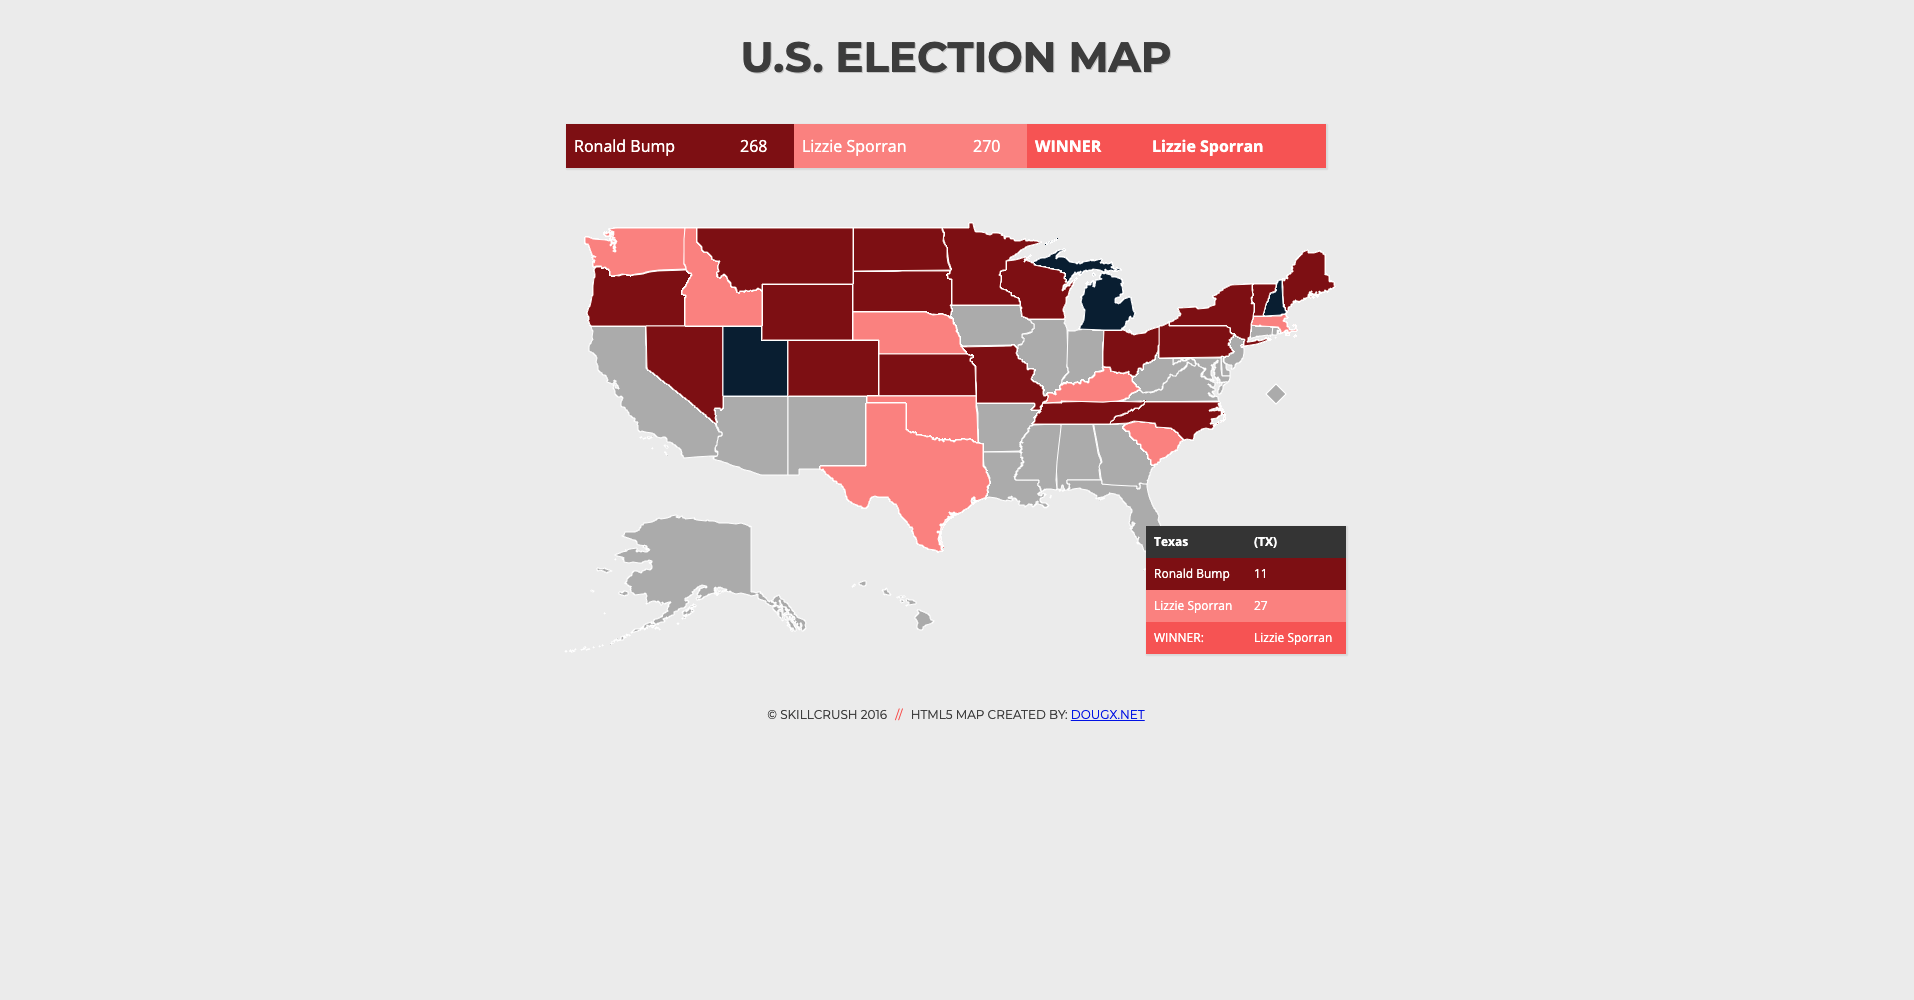 U.S. ELECTION MAP
Ronald Bump 268 Lizzie Sporran 270 WINNER Lizzie Sporran
Texas (TX)
Ronald Bump 11
Lizzie Sporran 27
WINNER: Lizzie Sporran
© SKILLCRUSH 2016 // HTML5 MAP CREATED BY: DOUGX.NET